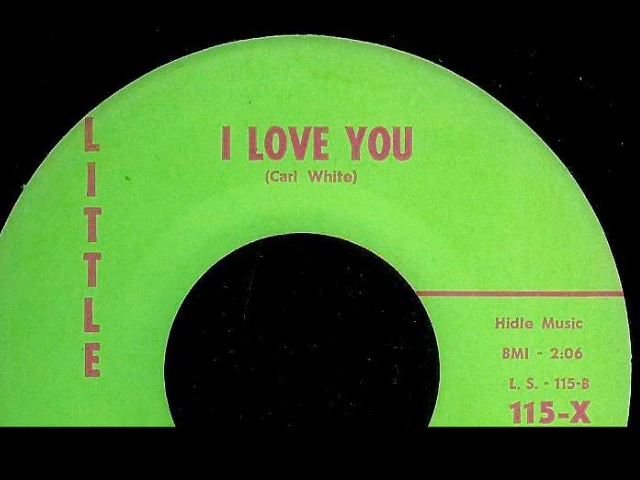 LITTLE
I LOVE YOU
(Carl White)
Hidle Music
BMI - 2:06
L. S. - 115-B
115-X